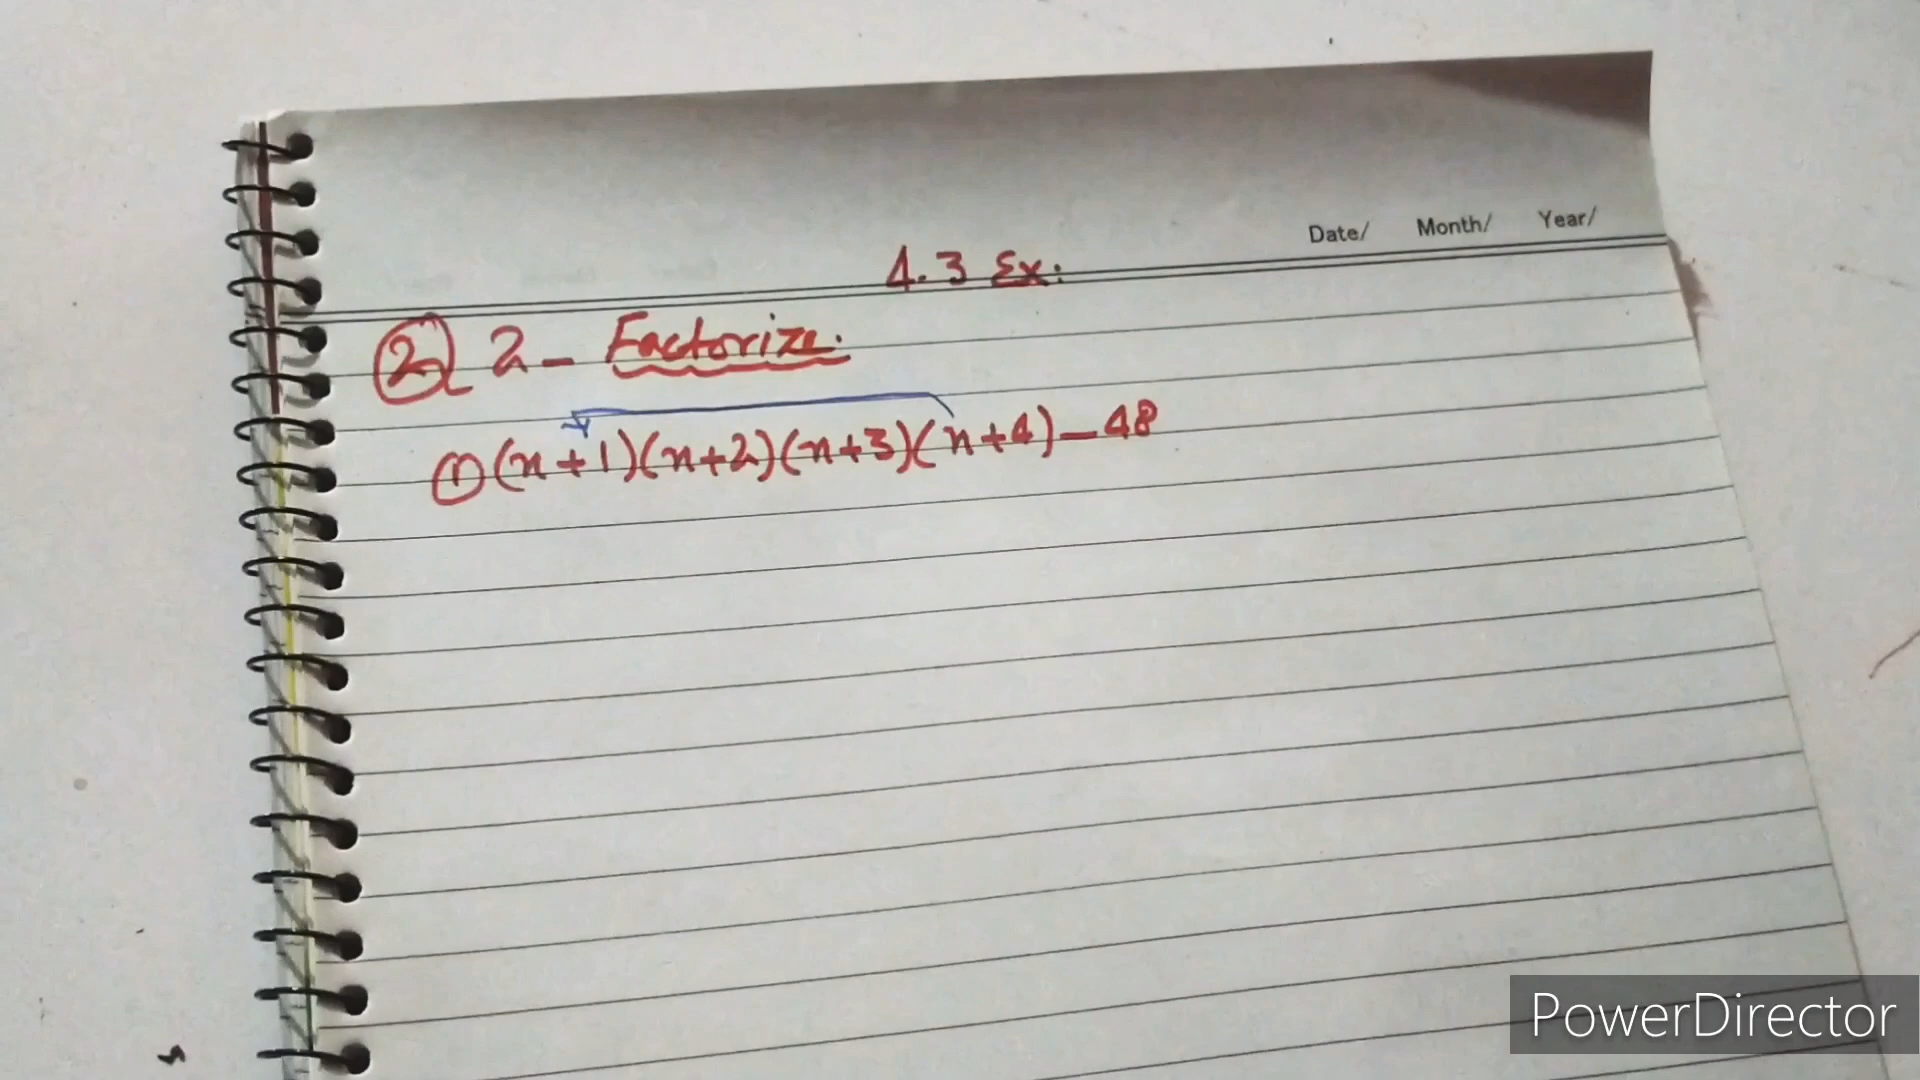 Date/ Month/ Year/
4.3 Ex:
② 2- Factorize.
① (n+1)(n+2)(n+3)(n+4)-48
PowerDirector